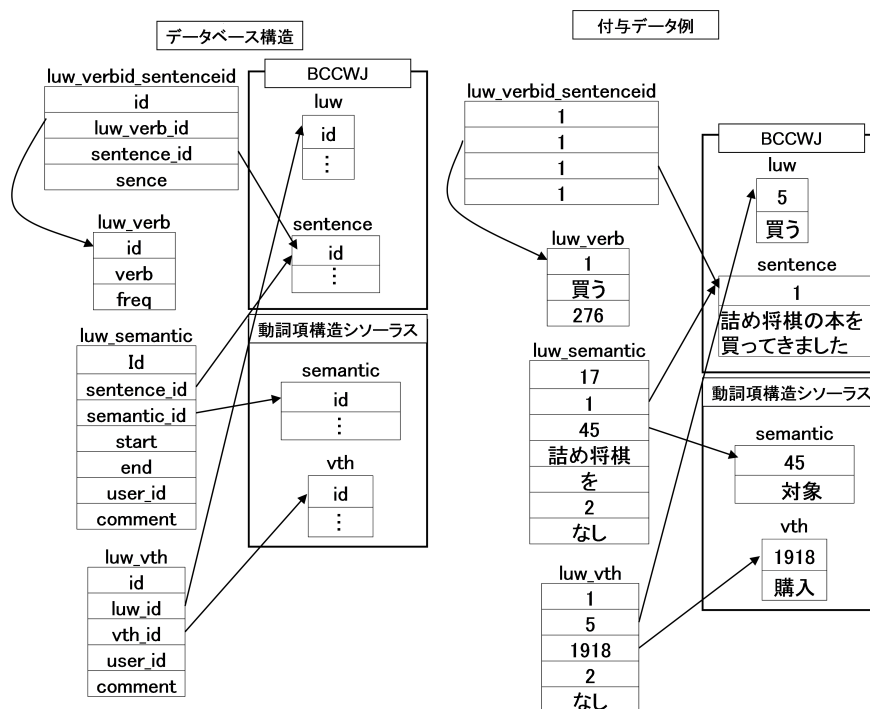 データベース構造
luw_verbid_sentenceid
id
luw_verb_id
sentence_id
sence
luw_verb
id
verb
freq
luw_semantic
Id
sentence_id
semantic_id
start
end
user_id
comment
luw_vth
id
luw_id
vth_id
user_id
comment
BCCWJ
luw
id
⋮
sentence
id
⋮
動詞項構造シソーラス
semantic
id
⋮
vth
id
⋮
付与データ例
luw_verbid_sentenceid
1
1
1
1
luw_verb
1
買う
276
luw_semantic
17
1
45
詰め将棋
を
2
なし
luw_vth
1
5
1918
2
なし
BCCWJ
luw
5
買う
sentence
1
詰め将棋の本を
買ってきました
動詞項構造シソーラス
semantic
45
対象
vth
1918
購入